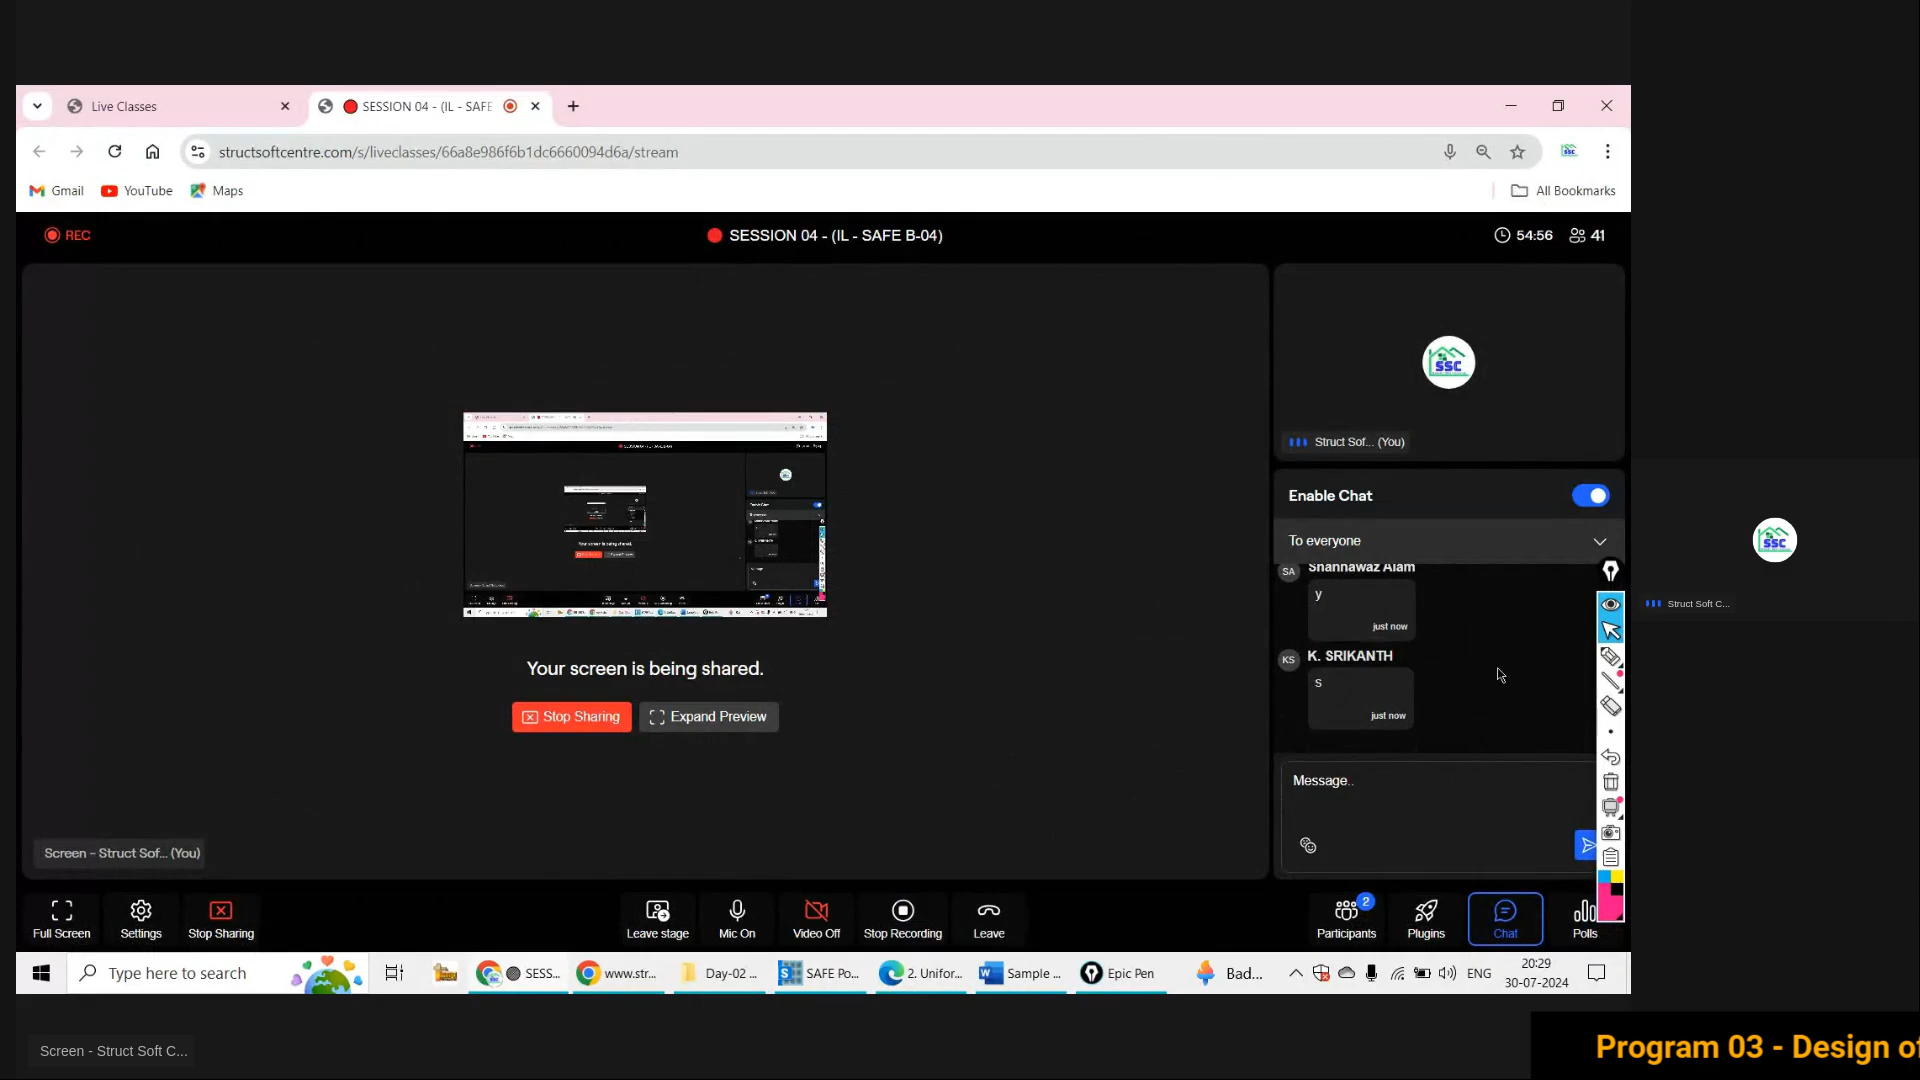 Live Classes
SESSION 04 - (IL - SAFE
structsoftcentre.com/s/liveclasses/66a8e986f6b1dc6660094d6a/stream
Gmail
YouTube
Maps
All Bookmarks
REC
SESSION 04 - (IL - SAFE B-04)
54:56
41
SSC
Struct Sof... (You)
Enable Chat
To everyone
SA
Shahnawaz Alam
y
just now
KS
K. SRIKANTH
s
just now
Message..
Your screen is being shared.
Stop Sharing
Expand Preview
Screen - Struct Sof... (You)
Full Screen
Settings
Stop Sharing
Leave stage
Mic On
Video Off
Stop Recording
Leave
2
Participants
Plugins
Chat
Polls
Type here to search
SESS...
www.str...
Day-02 ...
SAFE Po...
2. Unifor...
Sample ...
Epic Pen
Bad...
ENG
20:29
30-07-2024
SSC
Struct Soft C...
Screen - Struct Soft C...
Program 03 - Design of